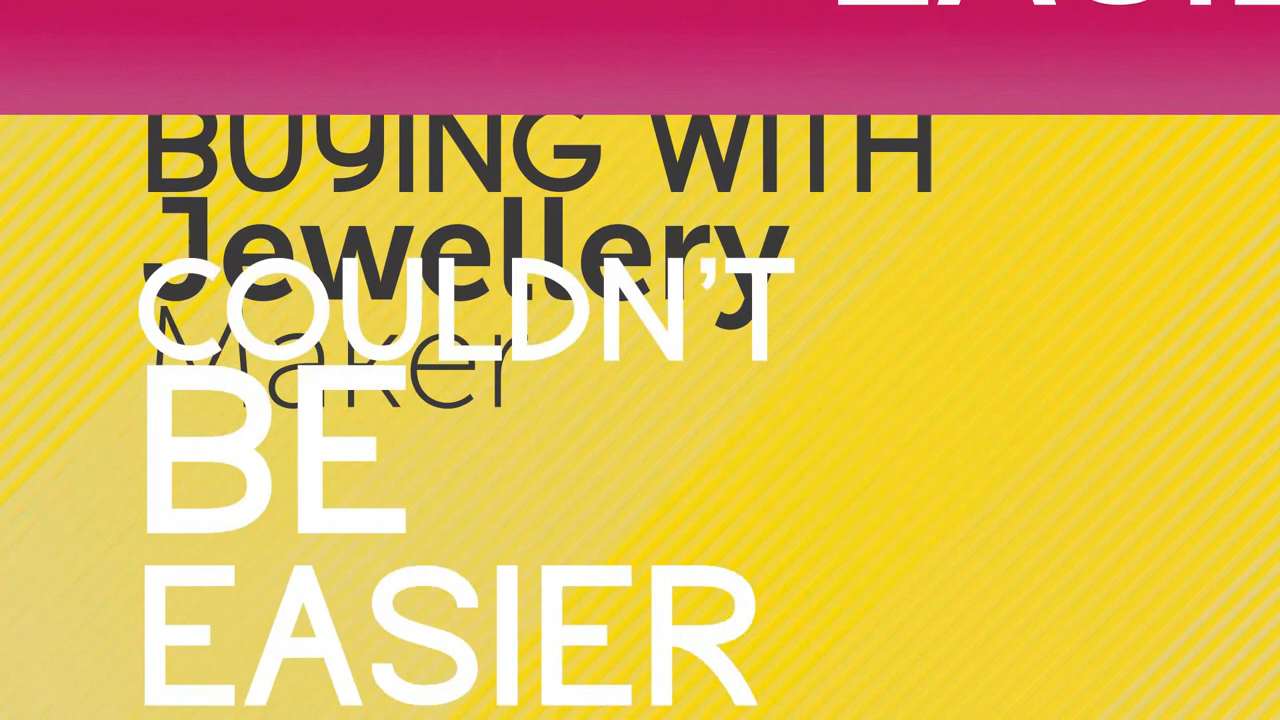 BUYING WITH
Jewellery
COULDN'T
Maker
BE
EASIER